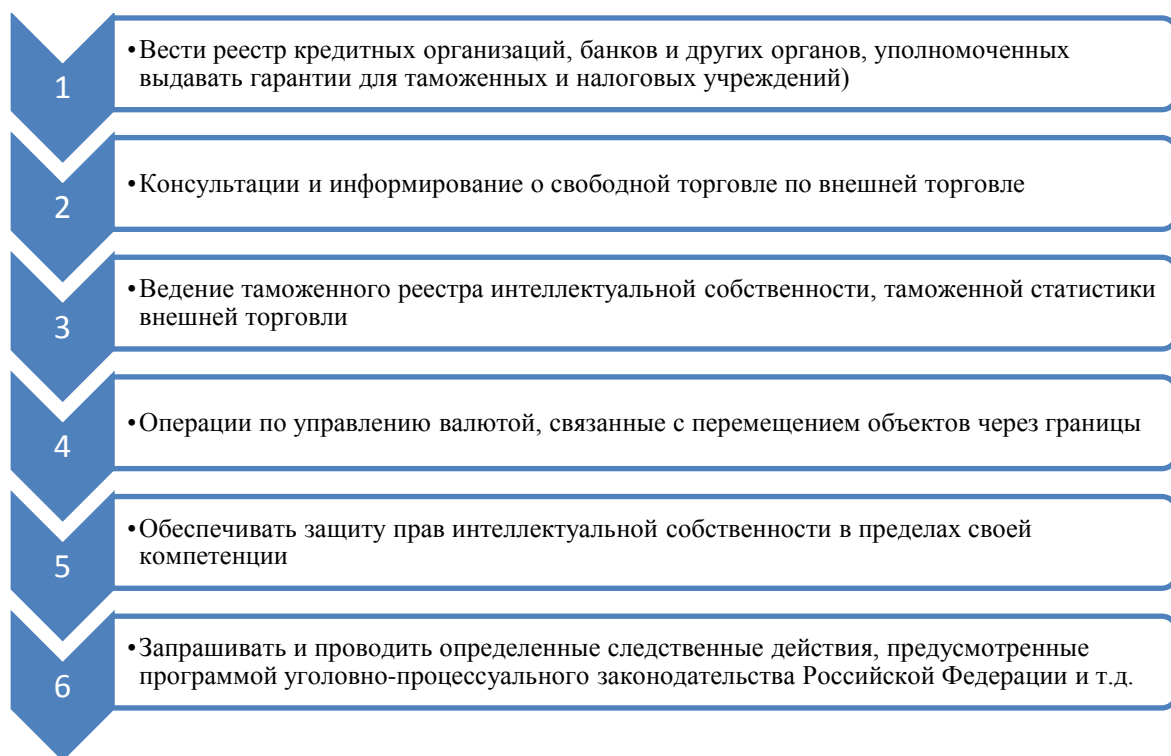 1
•Вести реестр кредитных организаций, банков и других органов, уполномоченных
выдавать гарантии для таможенных и налоговых учреждений)
2
•Консультации и информирование о свободной торговле по внешней торговле
3
•Ведение таможенного реестра интеллектуальной собственности, таможенной статистики
внешней торговли
4
•Операции по управлению валютой, связанные с перемещением объектов через границы
5
•Обеспечивать защиту прав интеллектуальной собственности в пределах своей
компетенции
6
•Запрашивать и проводить определенные следственные действия, предусмотренные
программой уголовно-процессуального законодательства Российской Федерации и т.д.